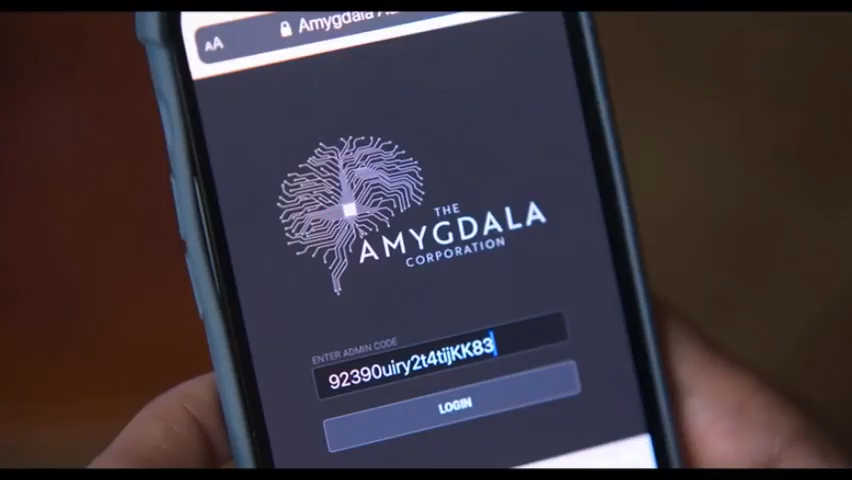 AA Amygdala
THE
AMYGDALA
CORPORATION
ENTER ADMIN CODE
92390uiry2t4tijKK83
LOGIN